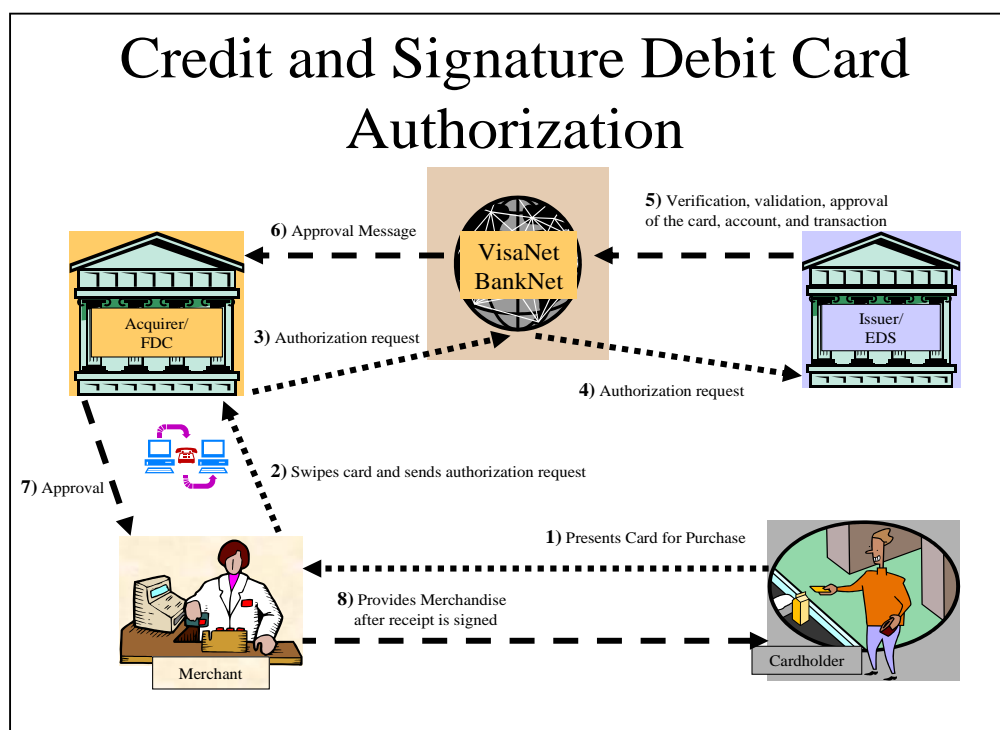 Credit and Signature Debit Card
Authorization
5) Verification, validation, approval
of the card, account, and transaction
6) Approval Message
VisaNet
BankNet
Acquirer/
FDC
Issuer/
EDS
3) Authorization request
4) Authorization request
2) Swipes card and sends authorization request
7) Approval
1) Presents Card for Purchase
8) Provides Merchandise
after receipt is signed
Merchant
Cardholder